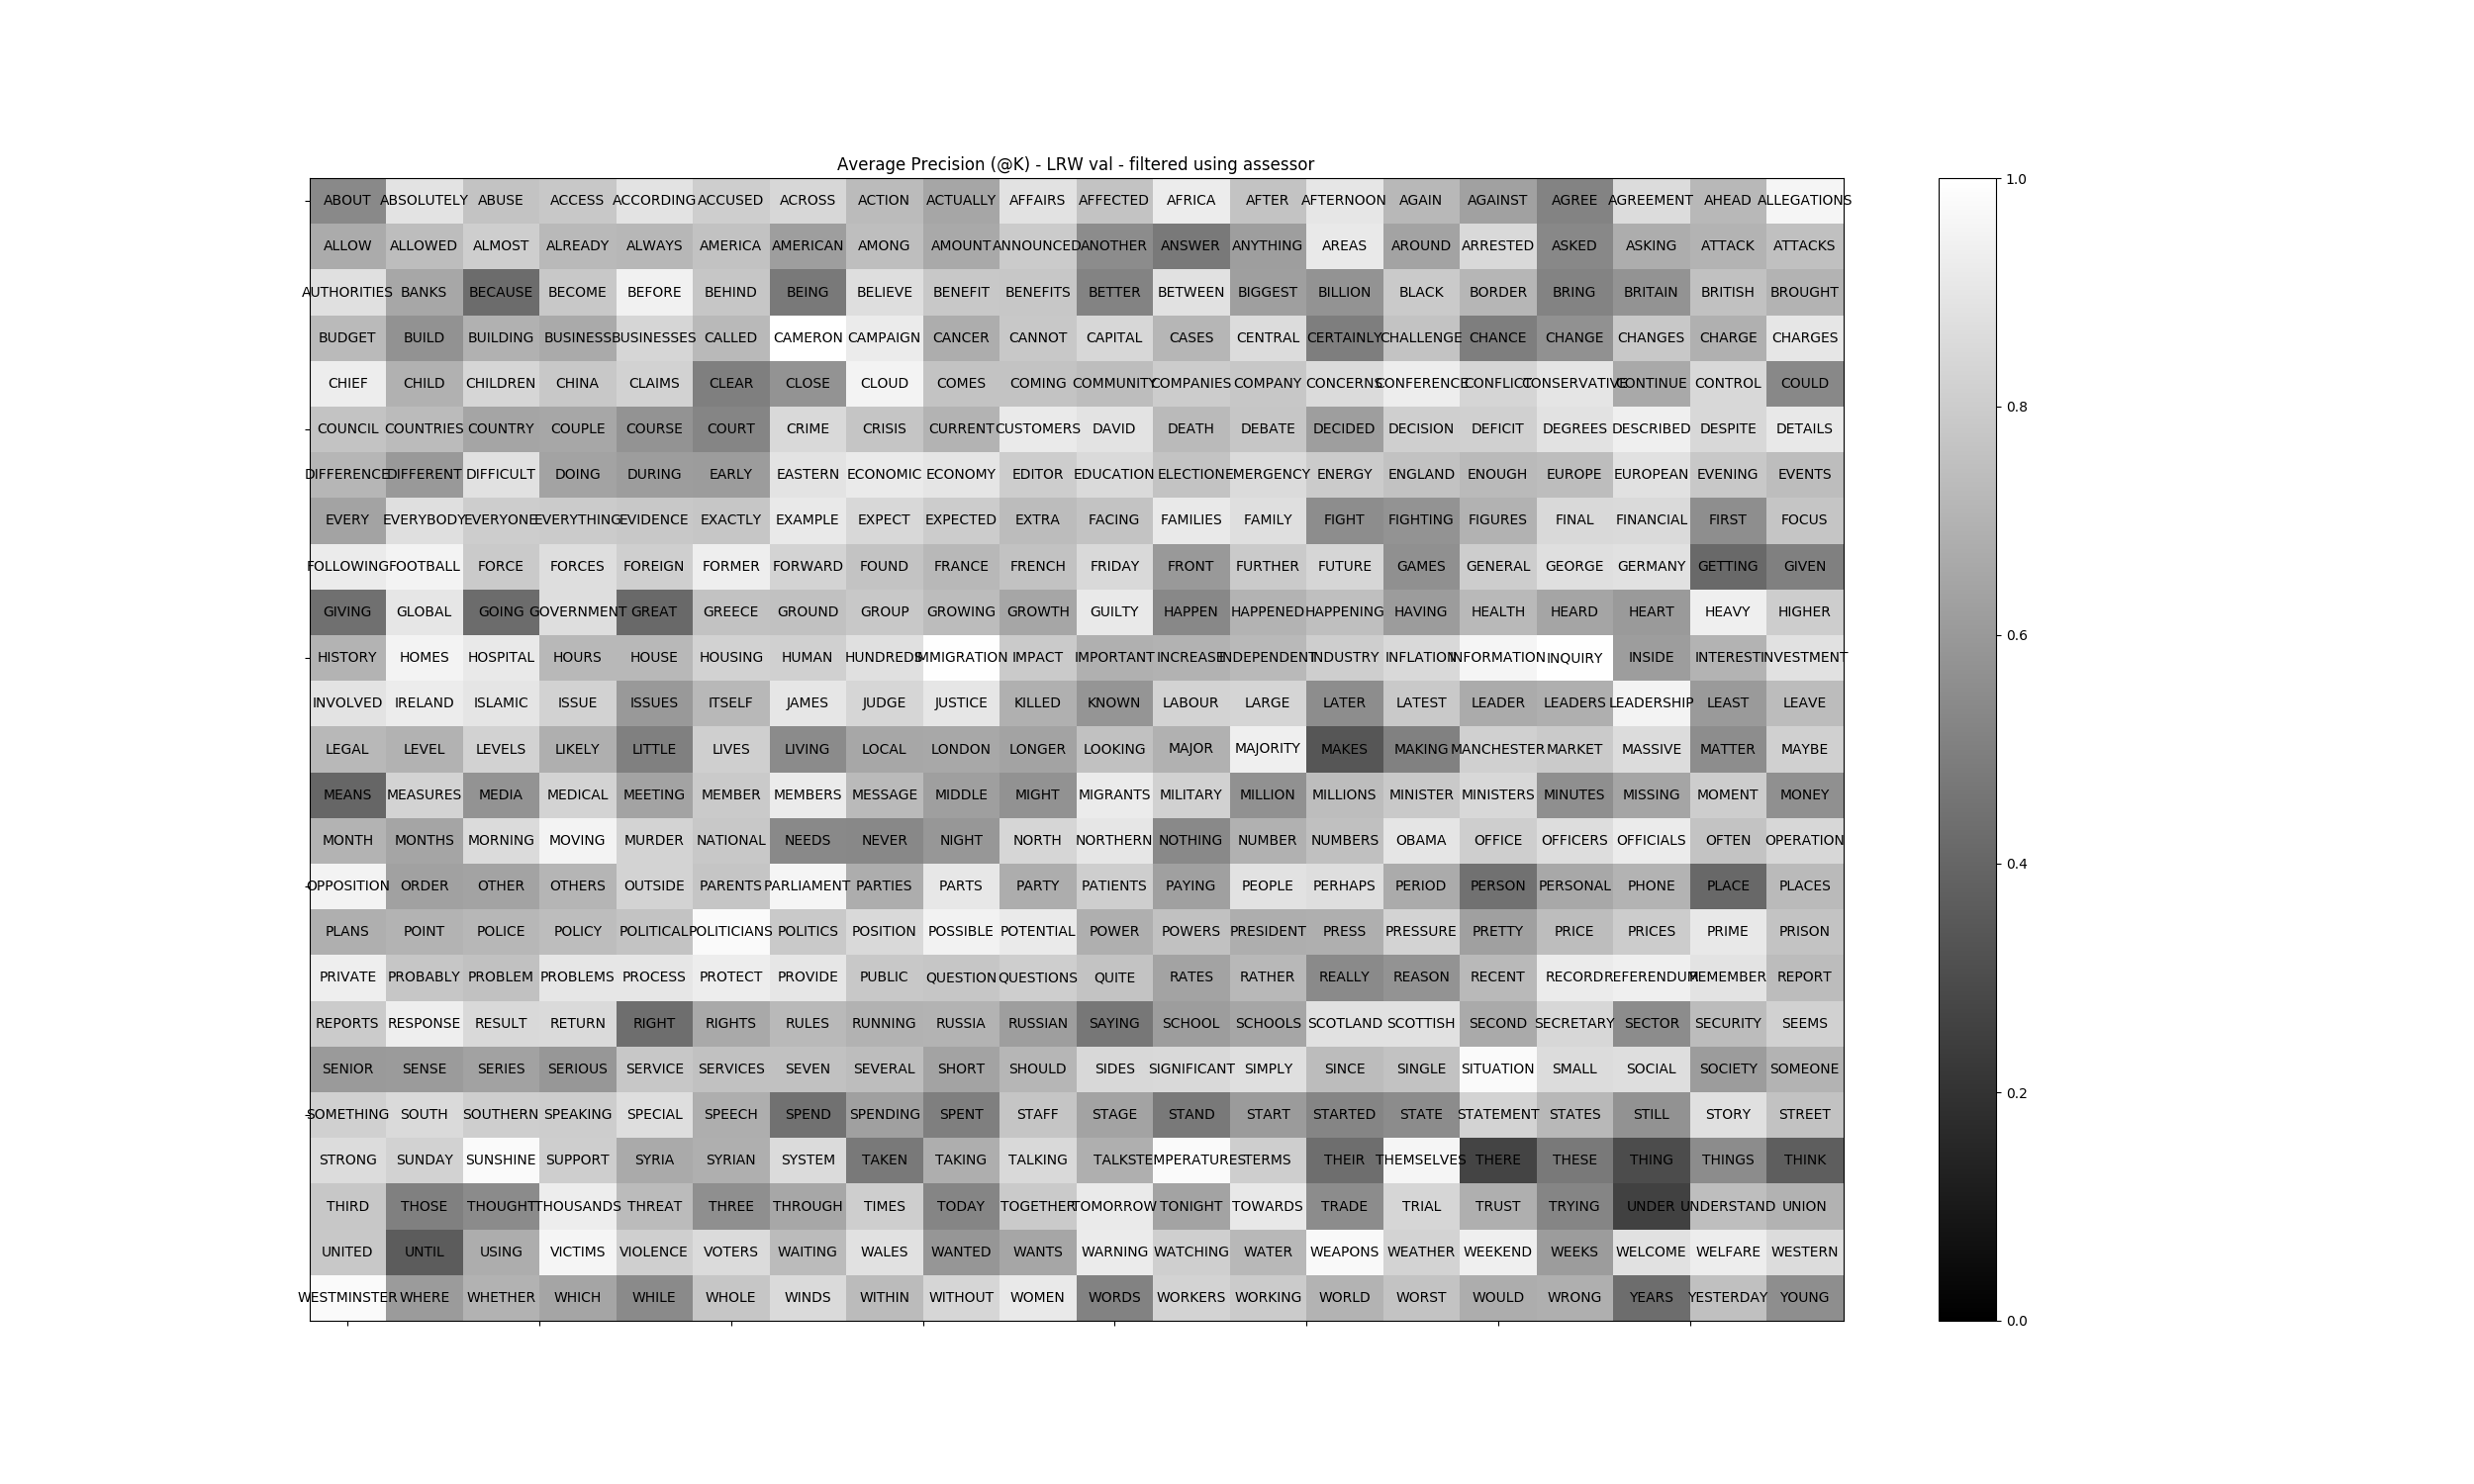 Average Precision (@K) - LRW val - filtered using assessor
ABOUT ABSOLUTELY ABUSE ACCESS ACCORDING ACCUSED ACROSS ACTION ACTUALLY AFFAIRS AFFECTED AFRICA AFTER AFTERNOON AGAIN AGAINST AGREE AGREEMENT AHEAD ALLEGATIONS
ALLOW ALLOWED ALMOST ALREADY ALWAYS AMERICA AMERICAN AMONG AMOUNT ANNOUNCED ANOTHER ANSWER ANYTHING AREAS AROUND ARRESTED ASKED ASKING ATTACK ATTACKS
AUTHORITIES BANKS BECAUSE BECOME BEFORE BEHIND BEING BELIEVE BENEFIT BENEFITS BETTER BETWEEN BIGGEST BILLION BLACK BORDER BRING BRITAIN BRITISH BROUGHT
BUDGET BUILD BUILDING BUSINESS BUSINESSES CALLED CAMERON CAMPAIGN CANCER CANNOT CAPITAL CASES CENTRAL CERTAINLY CHALLENGE CHANCE CHANGE CHANGES CHARGE CHARGES
CHIEF CHILD CHILDREN CHINA CLAIMS CLEAR CLOSE CLOUD COMES COMING COMMUNITY COMPANIES COMPANY CONCERNS CONFERENCE CONFLICT CONSERVATIVE CONTINUE CONTROL COULD
COUNCIL COUNTRIES COUNTRY COUPLE COURSE COURT CRIME CRISIS CURRENT CUSTOMERS DAVID DEATH DEBATE DECIDED DECISION DEFICIT DEGREES DESCRIBED DESPITE DETAILS
DIFFERENCE DIFFERENT DIFFICULT DOING DURING EARLY EASTERN ECONOMIC ECONOMY EDITOR EDUCATION ELECTION EMERGENCY ENERGY ENGLAND ENOUGH EUROPE EUROPEAN EVENING EVENTS
EVERY EVERYBODY EVERYONE EVERYTHING EVIDENCE EXACTLY EXAMPLE EXPECT EXPECTED EXTRA FACING FAMILIES FAMILY FIGHT FIGHTING FIGURES FINAL FINANCIAL FIRST FOCUS
FOLLOWING FOOTBALL FORCE FORCES FOREIGN FORMER FORWARD FOUND FRANCE FRENCH FRIDAY FRONT FURTHER FUTURE GAMES GENERAL GEORGE GERMANY GETTING GIVEN
GIVING GLOBAL GOING GOVERNMENT GREAT GREECE GROUND GROUP GROWING GROWTH GUILTY HAPPEN HAPPENED HAPPENING HAVING HEALTH HEARD HEART HEAVY HIGHER
HISTORY HOMES HOSPITAL HOURS HOUSE HOUSING HUMAN HUNDREDS IMMIGRATION IMPACT IMPORTANT INCREASE INDEPENDENT INDUSTRY INFLATION INFORMATION INQUIRY INSIDE INTEREST INVESTMENT
INVOLVED IRELAND ISLAMIC ISSUE ISSUES ITSELF JAMES JUDGE JUSTICE KILLED KNOWN LABOUR LARGE LATER LATEST LEADER LEADERS LEADERSHIP LEAST LEAVE
LEGAL LEVEL LEVELS LIKELY LITTLE LIVES LIVING LOCAL LONDON LONGER LOOKING MAJOR MAJORITY MAKES MAKING MANCHESTER MARKET MASSIVE MATTER MAYBE
MEANS MEASURES MEDIA MEDICAL MEETING MEMBER MEMBERS MESSAGE MIDDLE MIGHT MIGRANTS MILITARY MILLION MILLIONS MINISTER MINISTERS MINUTES MISSING MOMENT MONEY
MONTH MONTHS MORNING MOVING MURDER NATIONAL NEEDS NEVER NIGHT NORTH NORTHERN NOTHING NUMBER NUMBERS OBAMA OFFICE OFFICERS OFFICIALS OFTEN OPERATION
OPPOSITION ORDER OTHER OTHERS OUTSIDE PARENTS PARLIAMENT PARTIES PARTS PARTY PATIENTS PAYING PEOPLE PERHAPS PERIOD PERSON PERSONAL PHONE PLACE PLACES
PLANS POINT POLICE POLICY POLITICAL POLITICIANS POLITICS POSITION POSSIBLE POTENTIAL POWER POWERS PRESIDENT PRESS PRESSURE PRETTY PRICE PRICES PRIME PRISON
PRIVATE PROBABLY PROBLEM PROBLEMS PROCESS PROTECT PROVIDE PUBLIC QUESTION QUESTIONS QUITE RATES RATHER REALLY REASON RECENT RECORD REFERENDUM REMEMBER REPORT
REPORTS RESPONSE RESULT RETURN RIGHT RIGHTS RULES RUNNING RUSSIA RUSSIAN SAYING SCHOOL SCHOOLS SCOTLAND SCOTTISH SECOND SECRETARY SECTOR SECURITY SEEMS
SENIOR SENSE SERIES SERIOUS SERVICE SERVICES SEVEN SEVERAL SHORT SHOULD SIDES SIGNIFICANT SIMPLY SINCE SINGLE SITUATION SMALL SOCIAL SOCIETY SOMEONE
SOMETHING SOUTH SOUTHERN SPEAKING SPECIAL SPEECH SPEND SPENDING SPENT STAFF STAGE STAND START STARTED STATE STATEMENT STATES STILL STORY STREET
STRONG SUNDAY SUNSHINE SUPPORT SYRIA SYRIAN SYSTEM TAKEN TAKING TALKING TALKS TEMPERATURES TERMS THEIR THEMSELVES THERE THESE THING THINGS THINK
THIRD THOSE THOUGHT THOUSANDS THREAT THREE THROUGH TIMES TODAY TOGETHER TOMORROW TONIGHT TOWARDS TRADE TRIAL TRUST TRYING UNDER UNDERSTAND UNION
UNITED UNTIL USING VICTIMS VIOLENCE VOTERS WAITING WALES WANTED WANTS WARNING WATCHING WATER WEAPONS WEATHER WEEKEND WEEKS WELCOME WELFARE WESTERN
WESTMINSTER WHERE WHETHER WHICH WHILE WHOLE WINDS WITHIN WITHOUT WOMEN WORDS WORKERS WORKING WORLD WORST WOULD WRONG YEARS YESTERDAY YOUNG
1.0
0.8
0.6
0.4
0.2
0.0